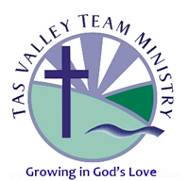 TAS VALLEY TEAM MINISTRY
Growing in God's Love